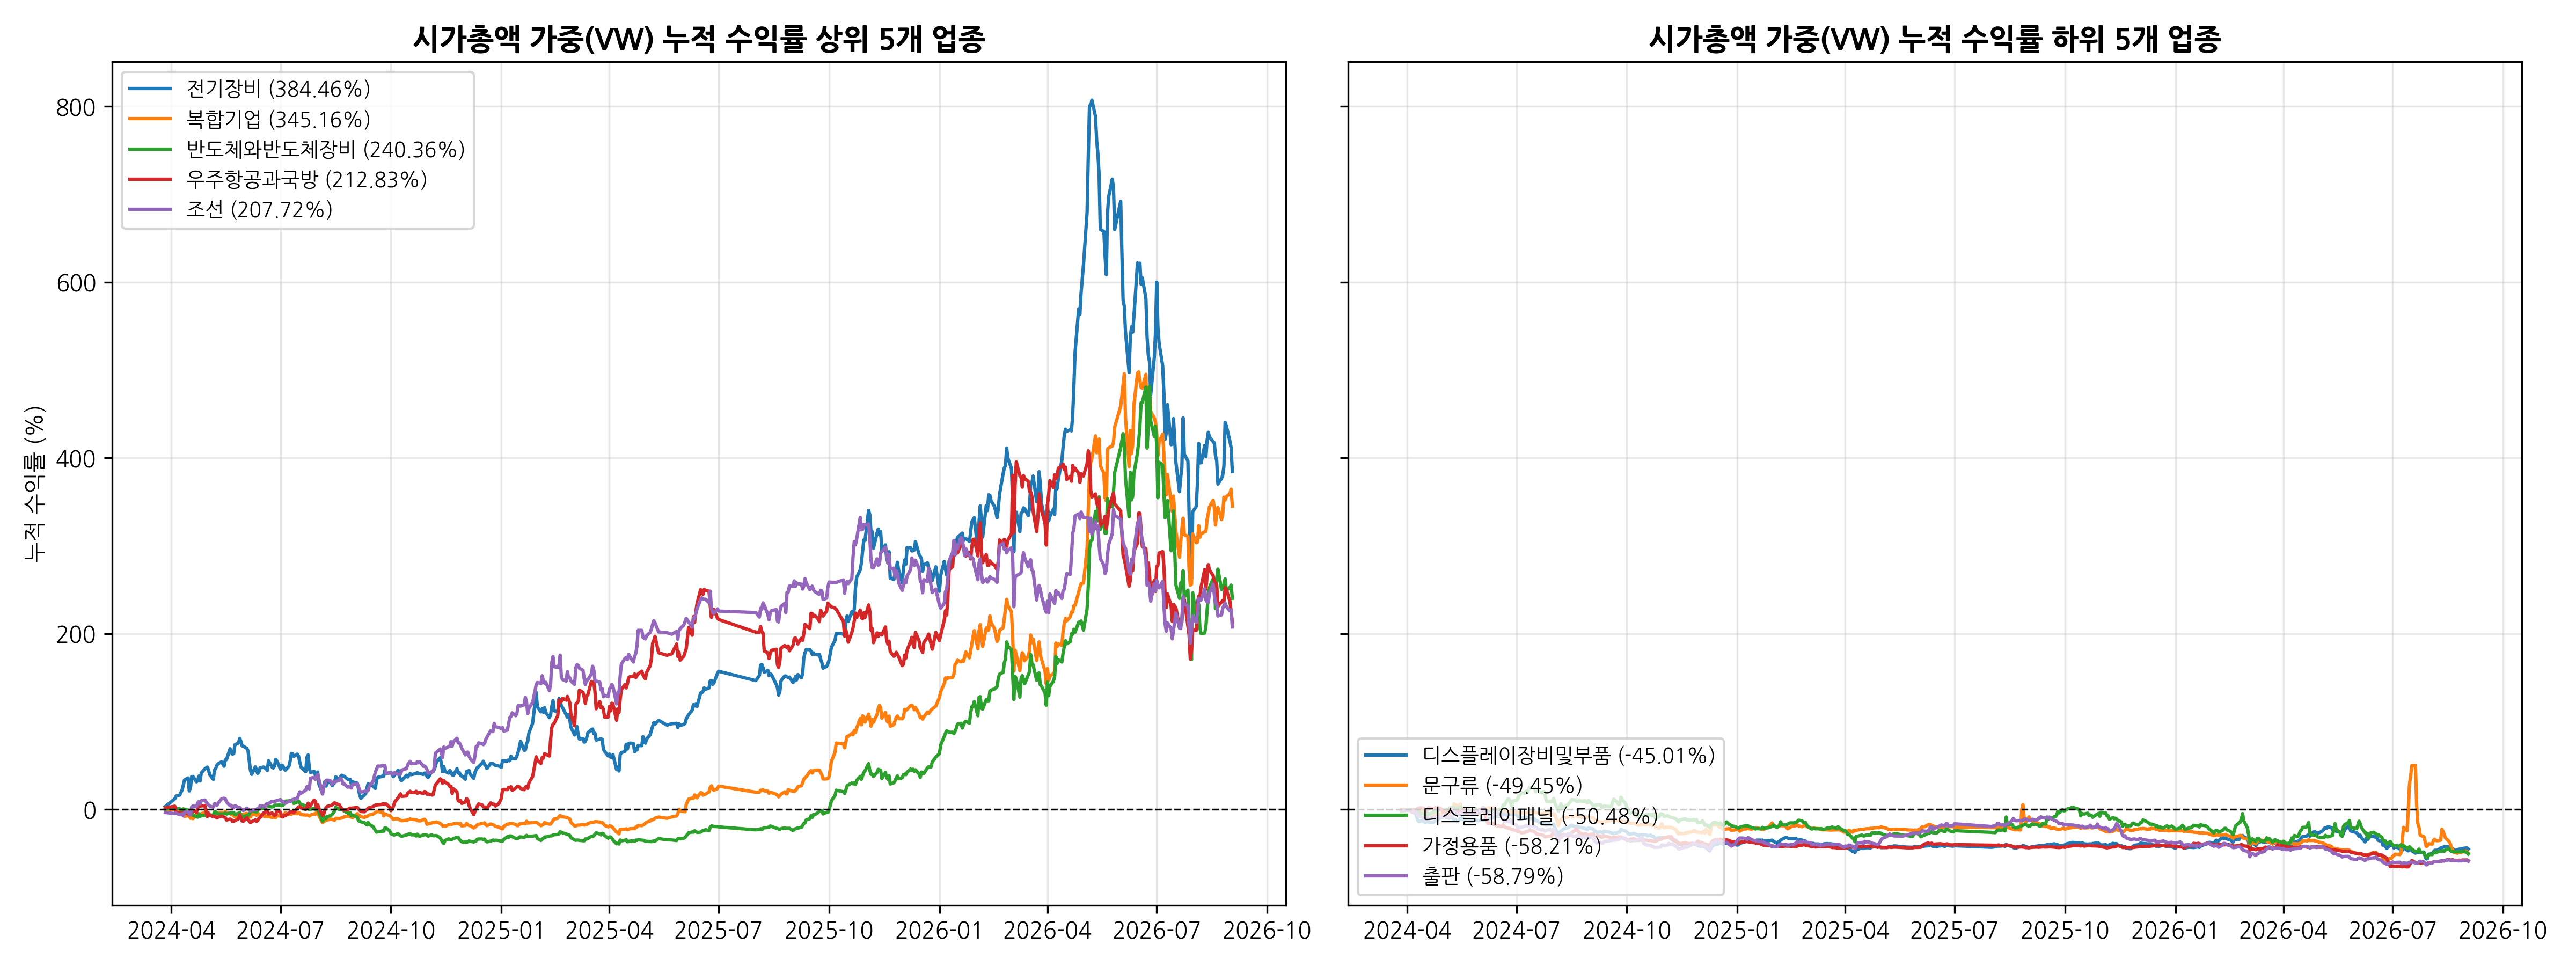 시가총액 가중(VW) 누적 수익률 상위 5개 업종
전기장비 (384.46%)
복합기업 (345.16%)
반도체와반도체장비 (240.36%)
우주항공과국방 (212.83%)
조선 (207.72%)
누적 수익률 (%)
800
600
400
200
0
2024-04 2024-07 2024-10 2025-01 2025-04 2025-07 2025-10 2026-01 2026-04 2026-07 2026-10
시가총액 가중(VW) 누적 수익률 하위 5개 업종
디스플레이장비및부품 (-45.01%)
문구류 (-49.45%)
디스플레이패널 (-50.48%)
가정용품 (-58.21%)
출판 (-58.79%)
2024-04 2024-07 2024-10 2025-01 2025-04 2025-07 2025-10 2026-01 2026-04 2026-07 2026-10